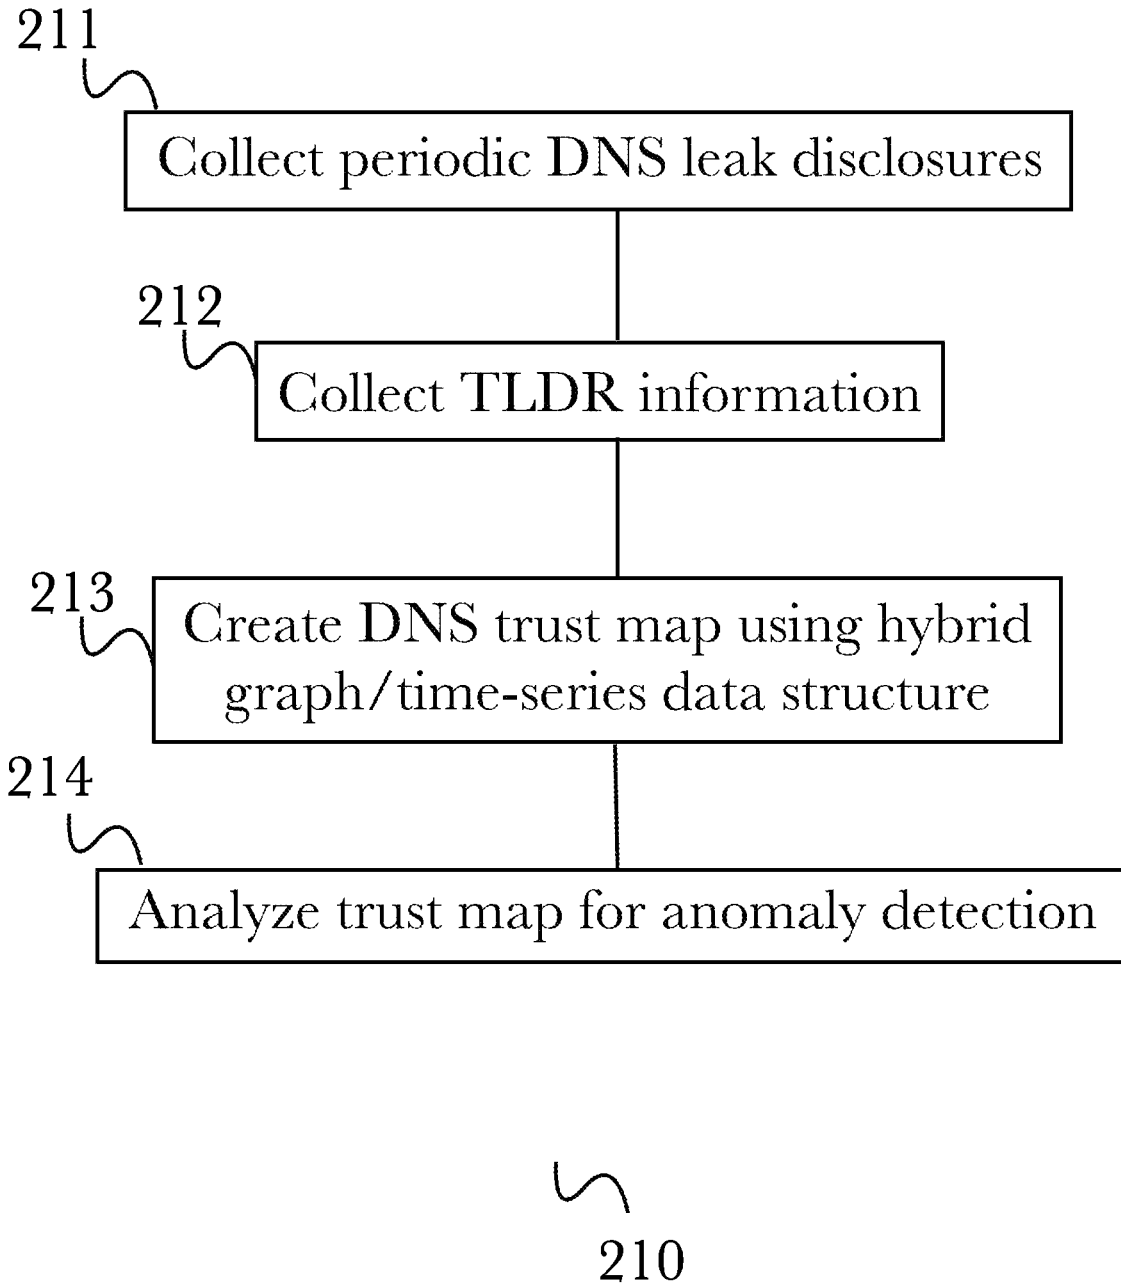 211
Collect periodic DNS leak disclosures
212
Collect TLDR information
213
Create DNS trust map using hybrid
graph/time-series data structure
214
Analyze trust map for anomaly detection
210